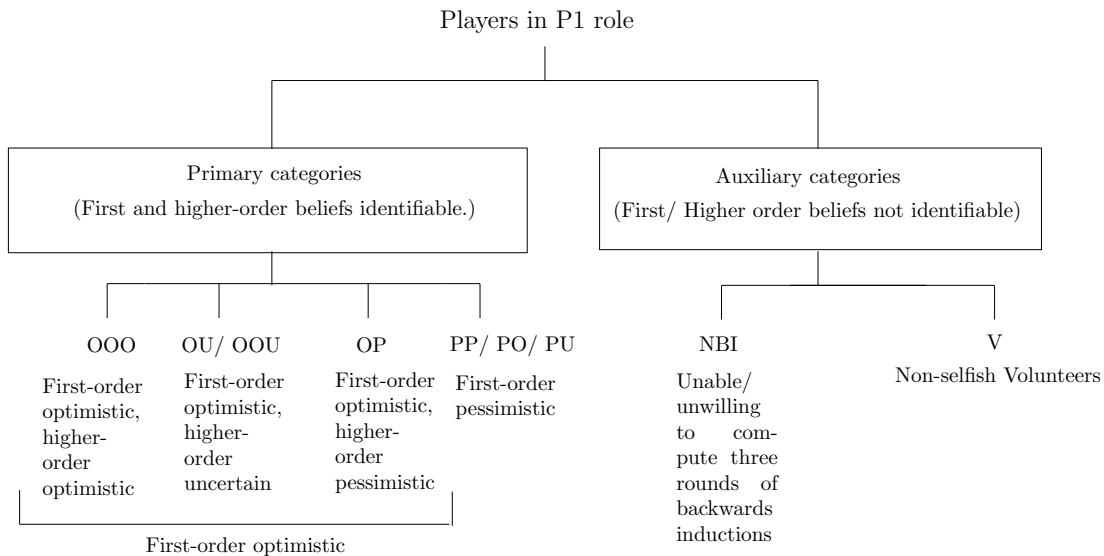 Players in P1 role
Primary categories
(First and higher-order beliefs identifiable.)
Auxiliary categories
(First/ Higher order beliefs not identifiable)
OOO
First-order
optimistic,
higher-
order
optimistic
OU/ OOU
First-order
optimistic,
higher-
order
uncertain
OP
First-order
optimistic,
higher-
order
pessimistic
PP/ PO/ PU
First-order
pessimistic
First-order optimistic
NBI
Unable/
unwilling
to com-
pute three
rounds of
backwards
inductions
V
Non-selfish Volunteers